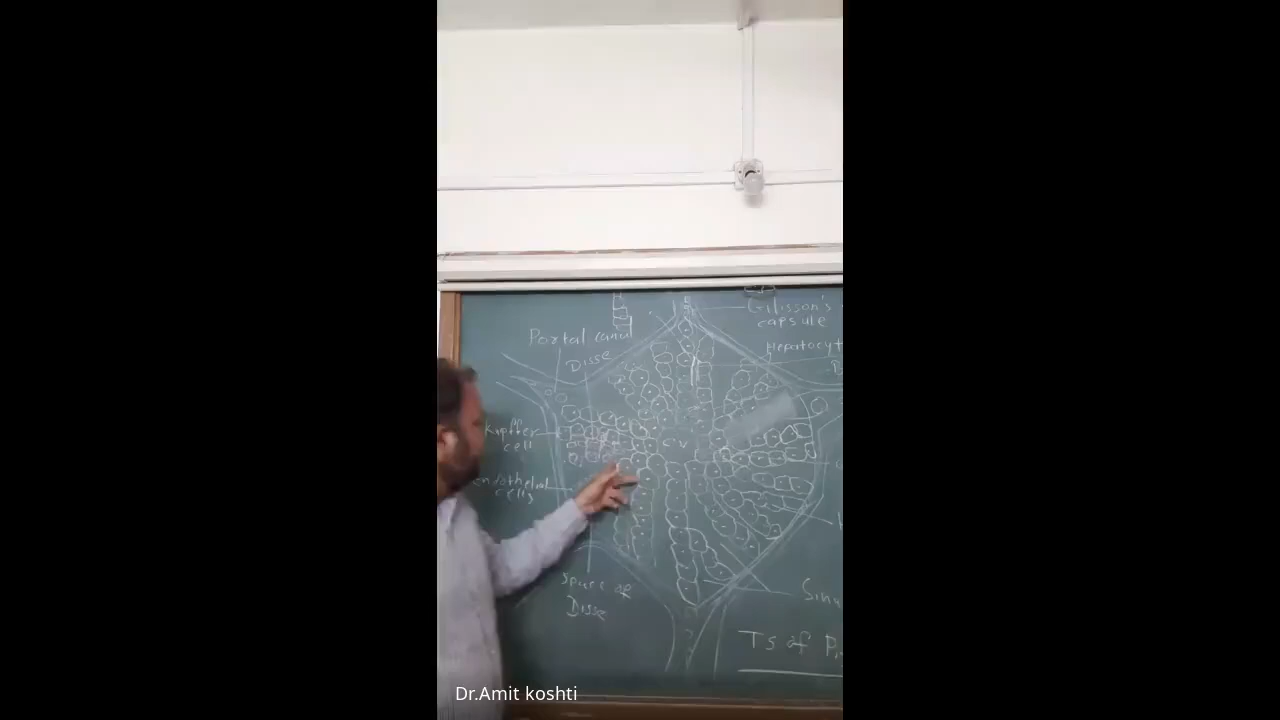 Glisson's
capsule
Portal canal
Disse
Hepatocyt
Kupffer
cell
CV
endothelial
cells
Space of
Disse
Sinu
TS of
Dr.Amit koshti